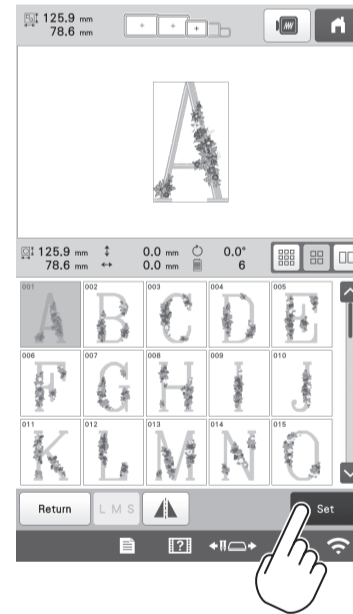 125.9 mm
78.6 mm
125.9 mm 0.0 mm 0.0°
78.6 mm 0.0 mm 6
001 002 003 004 005
A B C D E
006 007 008 009 010
F G H I J
011 012 013 014 015
K L M N O
Return L M S Set